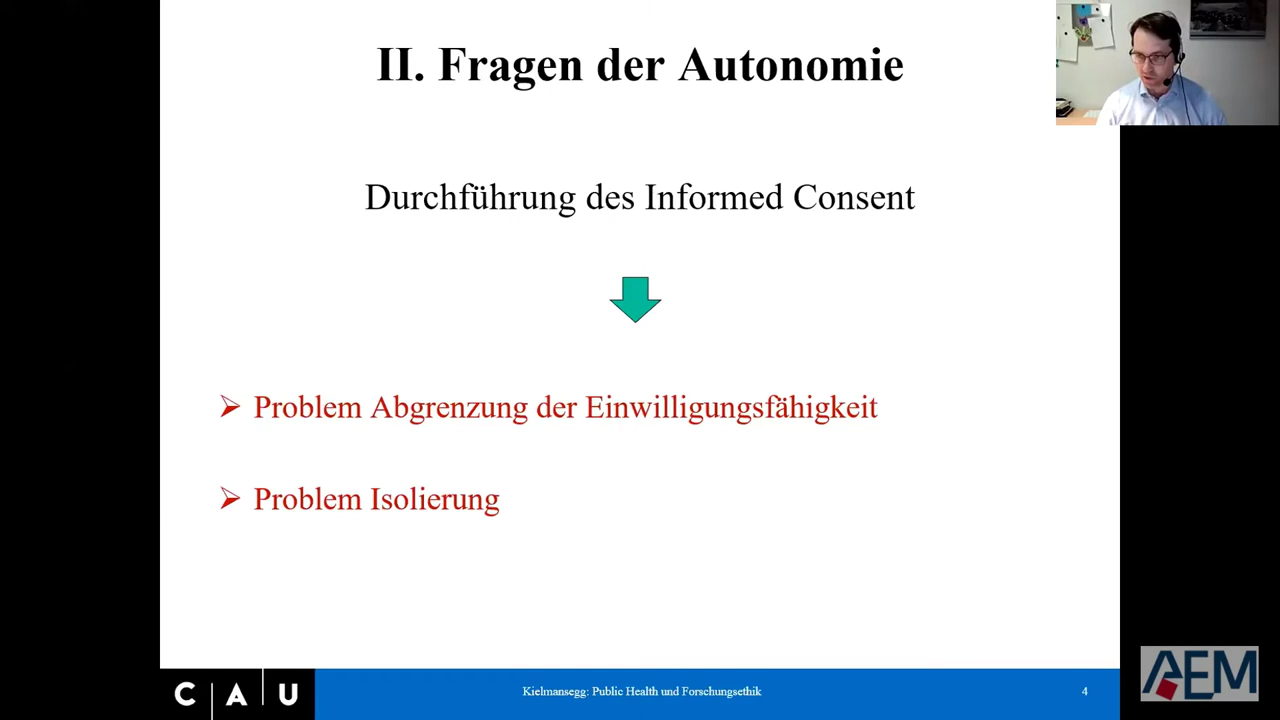 II. Fragen der Autonomie
Durchführung des Informed Consent
Problem Abgrenzung der Einwilligungsfähigkeit
Problem Isolierung
CAU
Kielmansegg: Public Health und Forschungsethik
4
AEM